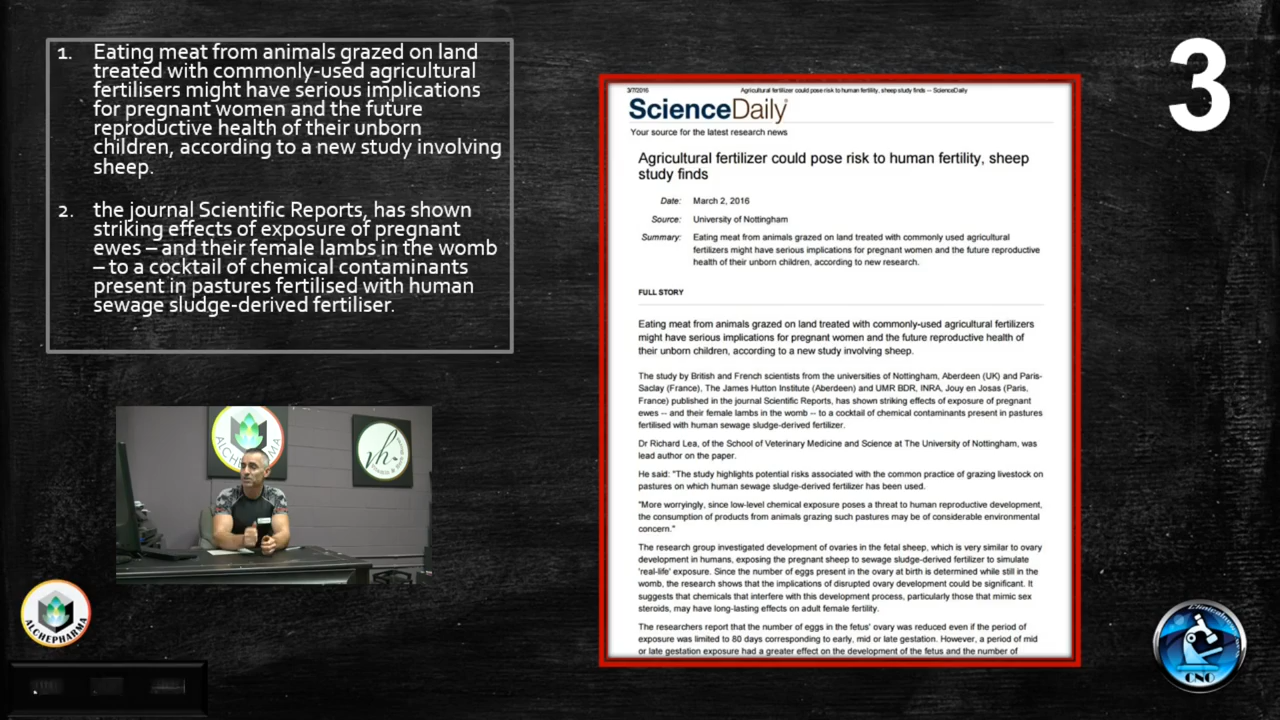 1. Eating meat from animals grazed on land
treated with commonly-used agricultural
fertilisers might have serious implications
for pregnant women and the future
reproductive health of their unborn
children, according to a new study involving
sheep.
2. the journal Scientific Reports, has shown
striking effects of exposure of pregnant
ewes – and their female lambs in the womb
– to a cocktail of chemical contaminants
present in pastures fertilised with human
sewage sludge-derived fertiliser.
3
3/7/2016
Agricultural fertilizer could pose risk to human fertility, sheep study finds -- ScienceDaily
ScienceDaily
Your source for the latest research news
Agricultural fertilizer could pose risk to human fertility, sheep
study finds
Date: March 2, 2016
Source: University of Nottingham
Summary: Eating meat from animals grazed on land treated with commonly used agricultural
fertilizers might have serious implications for pregnant women and the future reproductive
health of their unborn children, according to new research.
FULL STORY
Eating meat from animals grazed on land treated with commonly-used agricultural fertilizers
might have serious implications for pregnant women and the future reproductive health of
their unborn children, according to a new study involving sheep.
The study by British and French scientists from the universities of Nottingham, Aberdeen (UK) and Paris-
Saclay (France), The James Hutton Institute (Aberdeen) and UMR BDR, INRA, Jouy en Josas (Paris,
France) published in the journal Scientific Reports, has shown striking effects of exposure of pregnant
ewes -- and their female lambs in the womb -- to a cocktail of chemical contaminants present in pastures
fertilised with human sewage sludge-derived fertilizer.
Dr Richard Lea, of the School of Veterinary Medicine and Science at The University of Nottingham, was
lead author on the paper.
He said: "The study highlights potential risks associated with the common practice of grazing livestock on
pastures on which human sewage sludge-derived fertilizer has been used.
"More worryingly, since low-level chemical exposure poses a threat to human reproductive development,
the consumption of products from animals grazing such pastures may be of considerable environmental
concern."
The research group investigated development of ovaries in the fetal sheep, which is very similar to ovary
development in humans, exposing the pregnant sheep to sewage sludge-derived fertilizer to simulate
'real-life' exposure. Since the number of eggs present in the ovary at birth is determined while still in the
womb, the research shows that the implications of disrupted ovary development could be significant. It
suggests that chemicals that interfere with this development process, particularly those that mimic sex
steroids, may have long-lasting effects on adult female fertility.
The researchers report that the number of eggs in the fetus' ovary was reduced even if the period of
exposure was limited to 80 days corresponding to early, mid or late gestation. However, a period of mid
or late gestation exposure had a greater effect on the development of the fetus and the number of
ALCHEPHARMA
vh
ALCHEPHARMA
CNO